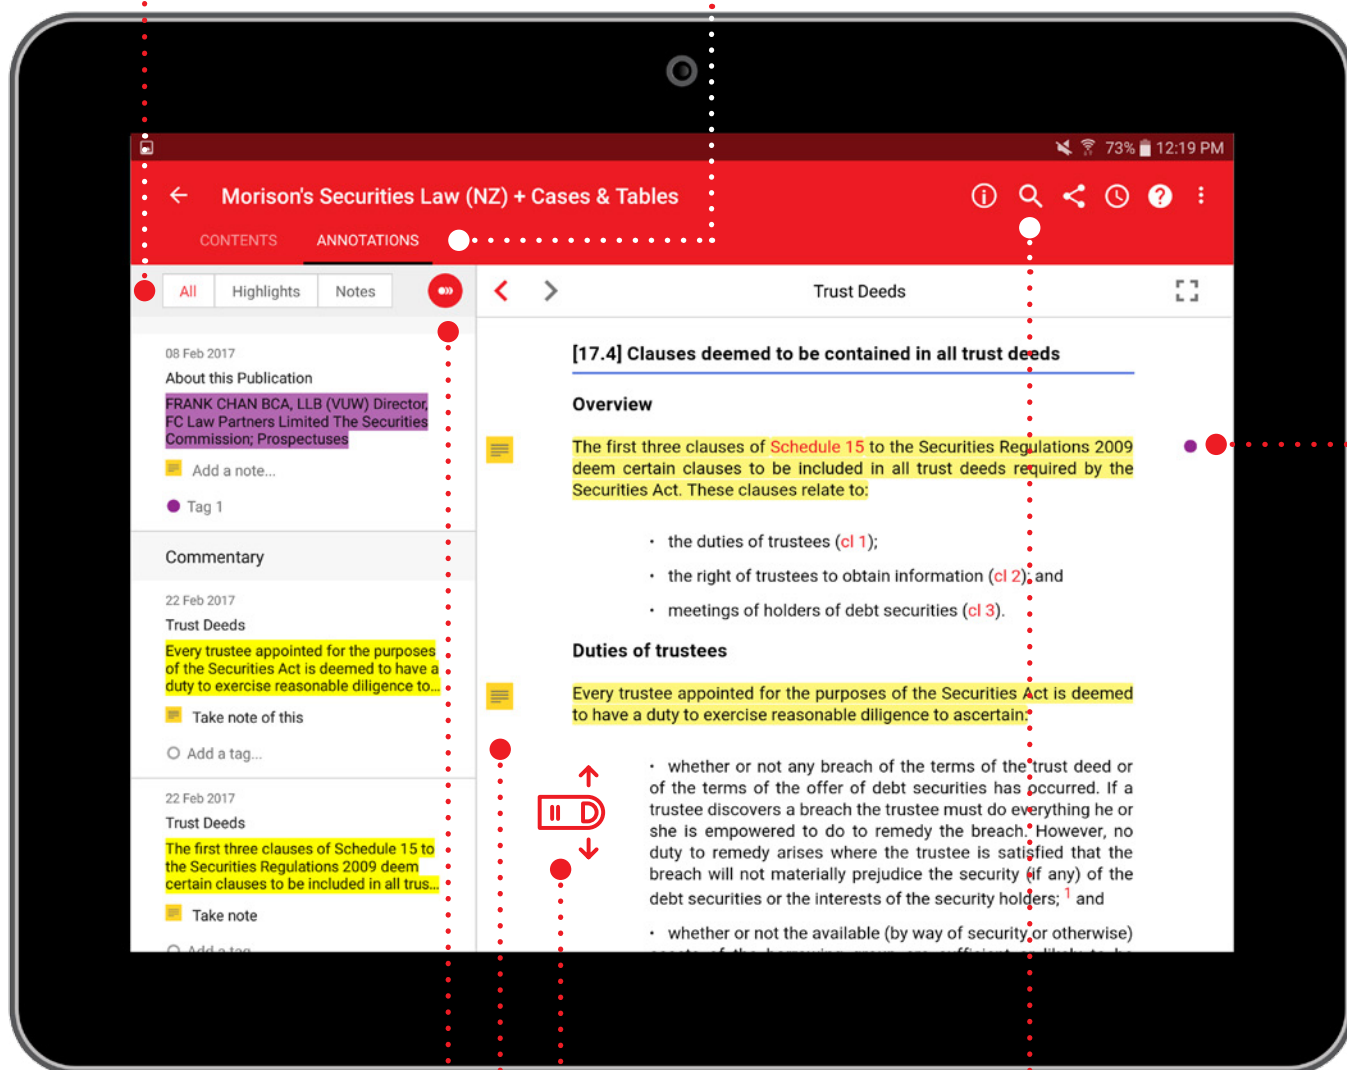 73% 12:19 PM
Morison's Securities Law (NZ) + Cases & Tables
CONTENTS ANNOTATIONS
All Highlights Notes
08 Feb 2017
About this Publication
FRANK CHAN BCA, LLB (VUW) Director,
FC Law Partners Limited The Securities
Commission; Prospectuses
Add a note...
Tag 1
Commentary
22 Feb 2017
Trust Deeds
Every trustee appointed for the purposes
of the Securities Act is deemed to have a
duty to exercise reasonable diligence to...
Take note of this
Add a tag...
22 Feb 2017
Trust Deeds
The first three clauses of Schedule 15 to
the Securities Regulations 2009 deem
certain clauses to be included in all trus...
Take note
Add a tag
Trust Deeds
[17.4] Clauses deemed to be contained in all trust deeds
Overview
The first three clauses of Schedule 15 to the Securities Regulations 2009
deem certain clauses to be included in all trust deeds required by the
Securities Act. These clauses relate to:
· the duties of trustees (cl 1);
· the right of trustees to obtain information (cl 2); and
· meetings of holders of debt securities (cl 3).
Duties of trustees
Every trustee appointed for the purposes of the Securities Act is deemed
to have a duty to exercise reasonable diligence to ascertain:
· whether or not any breach of the terms of the trust deed or
of the terms of the offer of debt securities has occurred. If a
trustee discovers a breach the trustee must do everything he or
she is empowered to do to remedy the breach. However, no
duty to remedy arises where the trustee is satisfied that the
breach will not materially prejudice the security (if any) of the
debt securities or the interests of the security holders; 1 and
· whether or not the available (by way of security or otherwise)